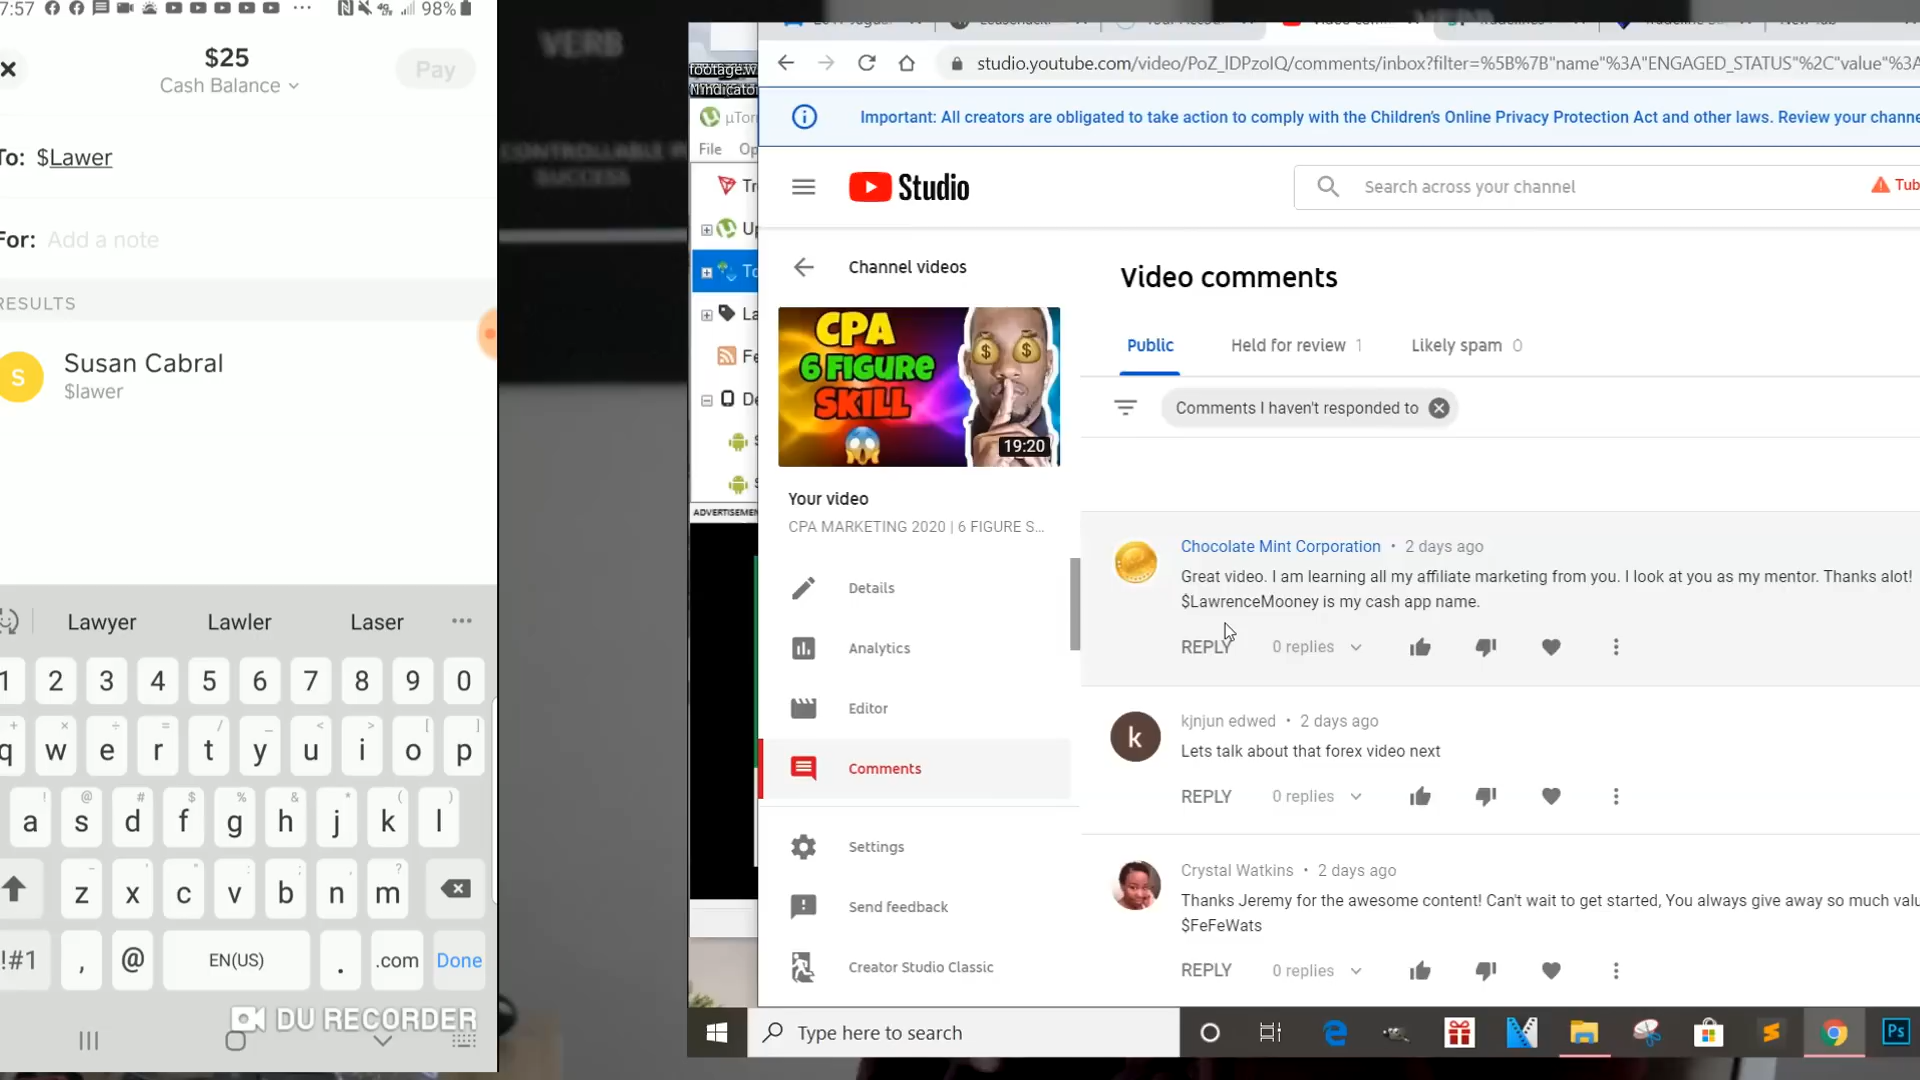 7:57
98%
$25
Cash Balance
Pay
To: $Lawer
For: Add a note
RESULTS
S
Susan Cabral
$lawer
Lawyer Lawler Laser
1 2 3 4 5 6 7 8 9 0
q w e r t y u i o p
a s d f g h j k l
z x c v b n m
!#1 , @ EN(US) . .com Done
DU RECORDER
VERB
CONTROLLABLE
SUCCESS
footage.w
Nindicato
File
ADVERTISEMEN
studio.youtube.com/video/PoZ_lDPzolQ/comments/inbox?filter=%5B%7B"name"%3A"ENGAGED_STATUS"%2C"value"%3A
Important: All creators are obligated to take action to comply with the Children's Online Privacy Protection Act and other laws. Review your channe
Studio
Search across your channel
Tub
Channel videos
CPA
6 FIGURE
SKILL
19:20
Your video
CPA MARKETING 2020 | 6 FIGURE S...
Details
Analytics
Editor
Comments
Settings
Send feedback
Creator Studio Classic
Video comments
Public
Held for review 1
Likely spam 0
Comments I haven't responded to
Chocolate Mint Corporation • 2 days ago
Great video. I am learning all my affiliate marketing from you. I look at you as my mentor. Thanks alot!
$LawrenceMooney is my cash app name.
REPLY 0 replies
k
kjnjun edwed • 2 days ago
Lets talk about that forex video next
REPLY 0 replies
Crystal Watkins • 2 days ago
Thanks Jeremy for the awesome content! Can't wait to get started, You always give away so much valu
$FeFeWats
REPLY 0 replies
Type here to search
Ps